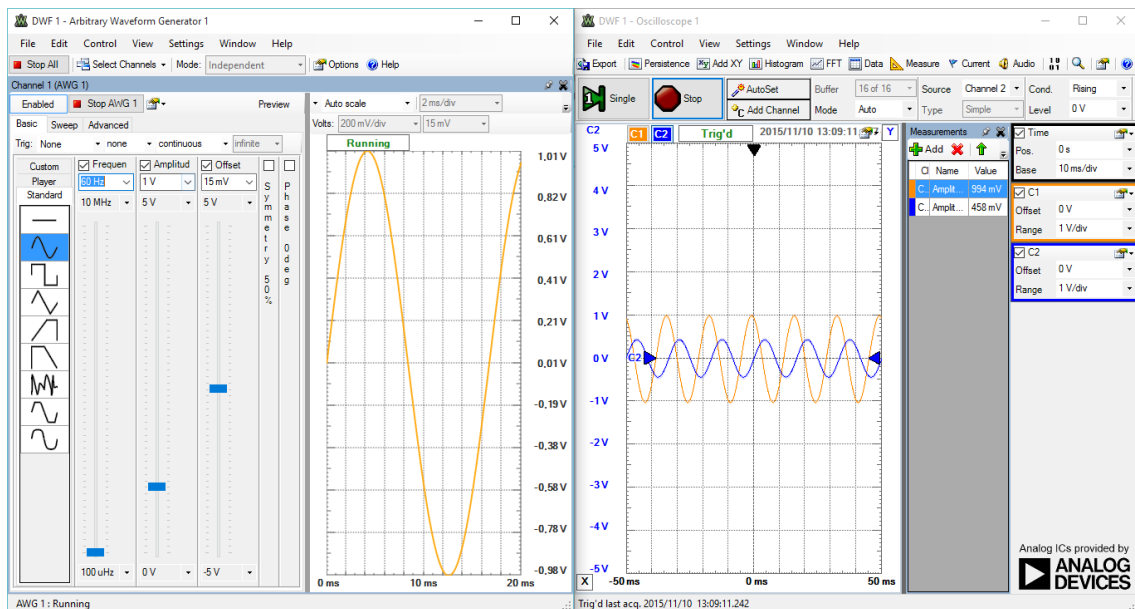 DWF 1 - Arbitrary Waveform Generator 1
File Edit Control View Settings Window Help
Stop All Select Channels Mode: Independent Options Help
Channel 1 (AWG 1)
Enabled Stop AWG 1 Preview
Basic Sweep Advanced
Trig: None none continuous infinite
Custom
Player
Standard
Frequen Amplitud Offset
60 Hz 1 V 15 mV
10 MHz 5 V 5 V
Symmetry 50%
Phase 0 deg
100 uHz 0 V -5 V
Auto scale 2 ms/div
Volts: 200 mV/div 15 mV
Running
1,01 V
0,82 V
0,61 V
0,41 V
0,21 V
0,01 V
-0,19 V
-0,38 V
-0,58 V
-0,78 V
-0,98 V
0 ms 10 ms 20 ms
AWG 1: Running
DWF 1 - Oscilloscope 1
File Edit Control View Settings Window Help
Export Persistence Add XY Histogram FFT Data Measure Current Audio
Single Stop AutoSet Add Channel
Buffer 16 of 16 Source Channel 2 Cond. Rising
Mode Auto Type Simple Level 0 V
C2 C1 C2 Trig'd 2015/11/10 13:09:11 Y
5 V
4 V
3 V
2 V
1 V
0 V C2
-1 V
-2 V
-3 V
-4 V
-5 V
X -50 ms 0 ms 50 ms
Measurements
Add
Name Value
C. Amplit... 994 mV
C. Amplit... 458 mV
Time
Pos. 0 s
Base 10 ms/div
C1
Offset 0 V
Range 1 V/div
C2
Offset 0 V
Range 1 V/div
Analog ICs provided by
ANALOG
DEVICES
Trig'd last acq. 2015/11/10 13:09:11.242